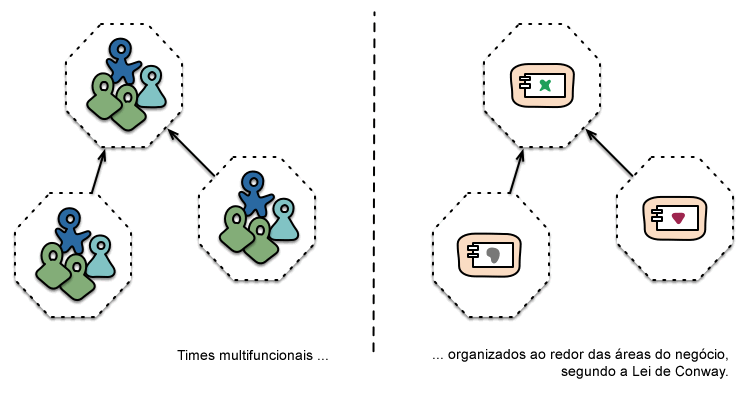 Times multifuncionais ...
... organizados ao redor das áreas do negócio,
segundo a Lei de Conway.